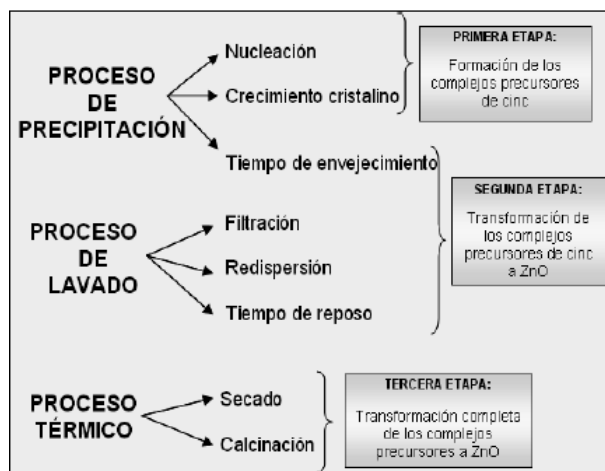 PROCESO
DE
PRECIPITACIÓN
Nucleación
Crecimiento cristalino
Tiempo de envejecimiento
PRIMERA ETAPA:
Formación de los
complejos precursores
de cinc
PROCESO
DE
LAVADO
Filtración
Redispersión
Tiempo de reposo
SEGUNDA ETAPA:
Transformación de
los complejos
precursores de cinc
a ZnO
PROCESO
TÉRMICO
Secado
Calcinación
TERCERA ETAPA:
Transformación completa
de los complejos
precursores a ZnO